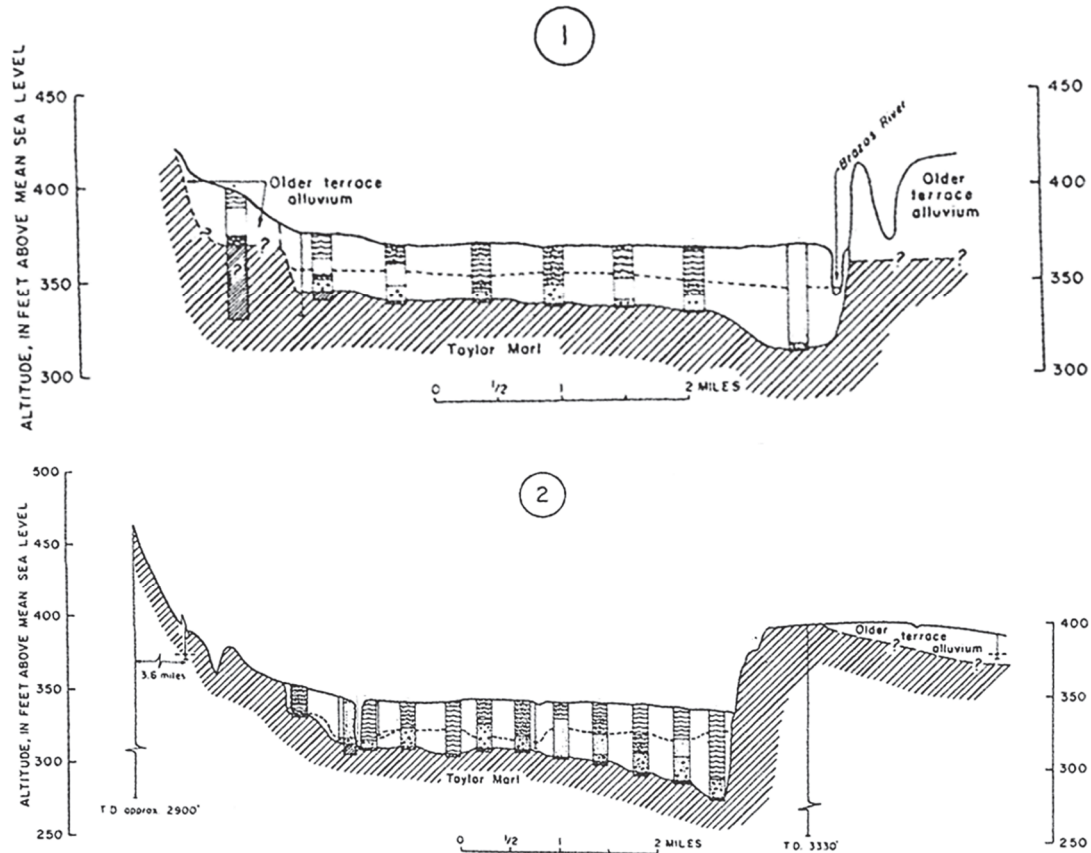 1
ALTITUDE, IN FEET ABOVE MEAN SEA LEVEL
450
400
350
300
Older terrace
alluvium
?
?
?
Taylor Marl
0 1/2 1 2 MILES
Brazos River
Older
terrace
alluvium
? ?
450
400
350
300
2
ALTITUDE, IN FEET ABOVE MEAN SEA LEVEL
500
450
400
350
300
250
3.6 miles
T.D. approx. 2900'
Taylor Marl
0 1/2 1 2 MILES
Older terrace
alluvium
? ?
T.D. 3330'
400
350
300
250